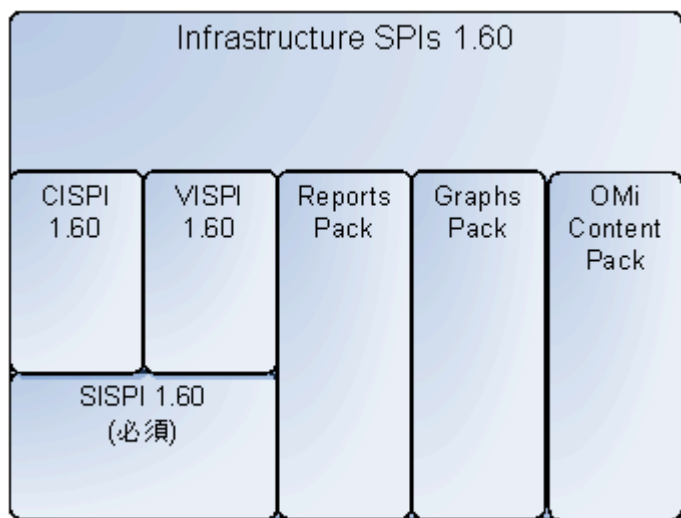 Infrastructure SPIs 1.60
CISPI
1.60
VISPI
1.60
Reports
Pack
Graphs
Pack
OMi
Content
Pack
SISPI 1.60
(必須)